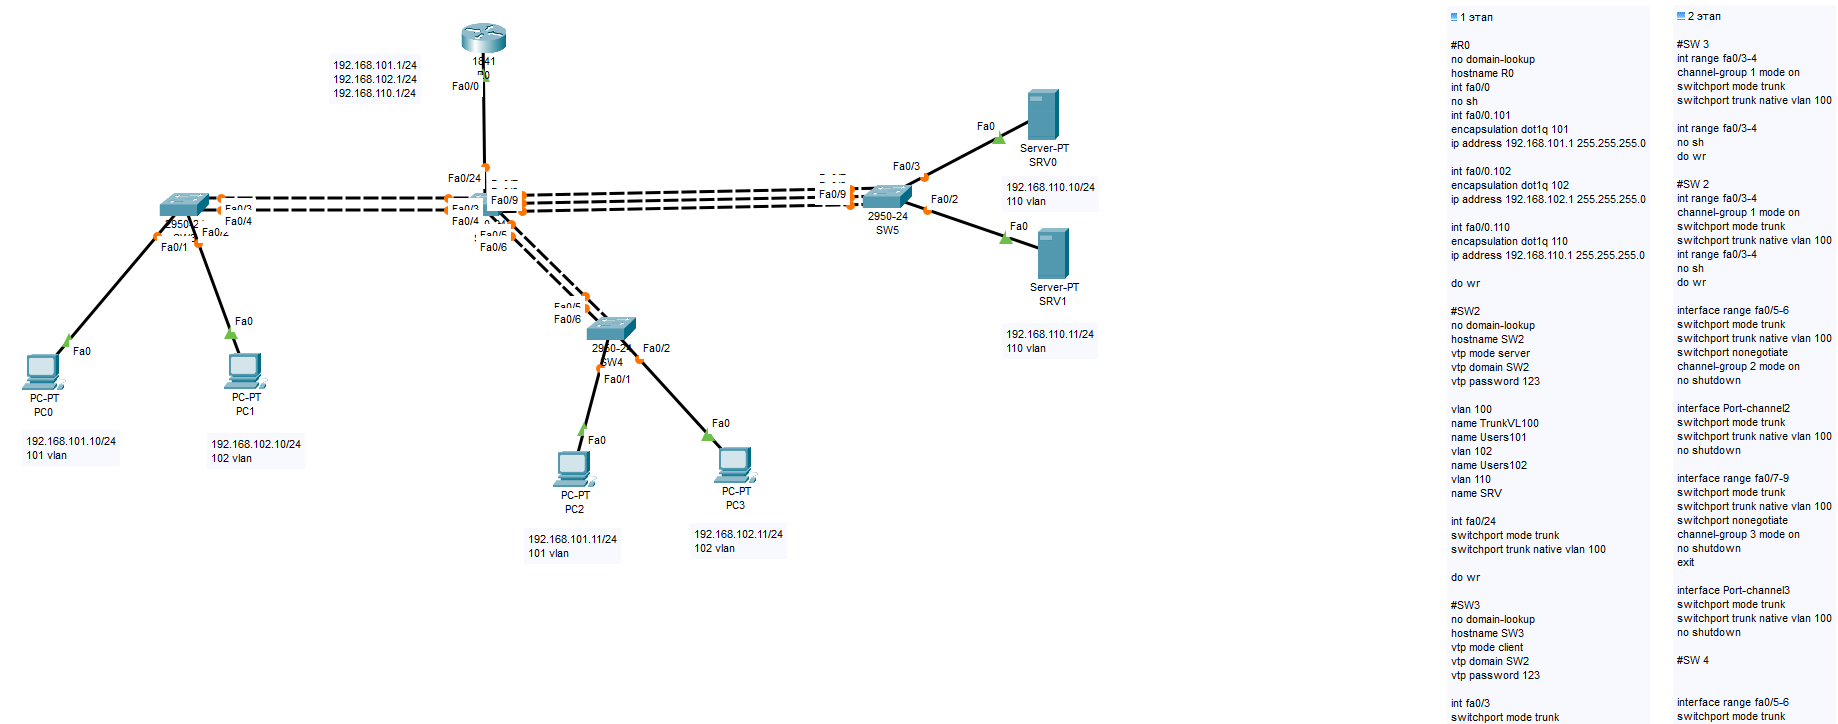 1841
Fa0/0
192.168.101.1/24
192.168.102.1/24
192.168.110.1/24
Fa0/24
Fa0/9
Fa0/3
Fa0/4
Fa0/5
Fa0/6
Fa0/3
Fa0/4
Fa0/2
Fa0/1
Fa0
PC-PT
PC0
192.168.101.10/24
101 vlan
Fa0
PC-PT
PC1
192.168.102.10/24
102 vlan
Fa0/5
Fa0/6
2950-24
SW4
Fa0/2
Fa0/1
Fa0
PC-PT
PC2
192.168.101.11/24
101 vlan
Fa0
PC-PT
PC3
192.168.102.11/24
102 vlan
Fa0/9
Fa0/3
Fa0/2
2950-24
SW5
Fa0
Server-PT
SRV0
192.168.110.10/24
110 vlan
Fa0
Server-PT
SRV1
192.168.110.11/24
110 vlan
1 этап
#R0
no domain-lookup
hostname R0
int fa0/0
no sh
int fa0/0.101
encapsulation dot1q 101
ip address 192.168.101.1 255.255.255.0
int fa0/0.102
encapsulation dot1q 102
ip address 192.168.102.1 255.255.255.0
int fa0/0.110
encapsulation dot1q 110
ip address 192.168.110.1 255.255.255.0
do wr
#SW2
no domain-lookup
hostname SW2
vtp mode server
vtp domain SW2
vtp password 123
vlan 100
name TrunkVL100
name Users101
vlan 102
name Users102
vlan 110
name SRV
int fa0/24
switchport mode trunk
switchport trunk native vlan 100
do wr
#SW3
no domain-lookup
hostname SW3
vtp mode client
vtp domain SW2
vtp password 123
int fa0/3
switchport mode trunk
2 этап
#SW 3
int range fa0/3-4
channel-group 1 mode on
switchport mode trunk
switchport trunk native vlan 100
int range fa0/3-4
no sh
do wr
#SW 2
int range fa0/3-4
channel-group 1 mode on
switchport mode trunk
switchport trunk native vlan 100
int range fa0/3-4
no sh
do wr
interface range fa0/5-6
switchport mode trunk
switchport trunk native vlan 100
switchport nonegotiate
channel-group 2 mode on
no shutdown
interface Port-channel2
switchport mode trunk
switchport trunk native vlan 100
no shutdown
interface range fa0/7-9
switchport mode trunk
switchport trunk native vlan 100
switchport nonegotiate
channel-group 3 mode on
no shutdown
exit
interface Port-channel3
switchport mode trunk
switchport trunk native vlan 100
no shutdown
#SW 4
interface range fa0/5-6
switchport mode trunk